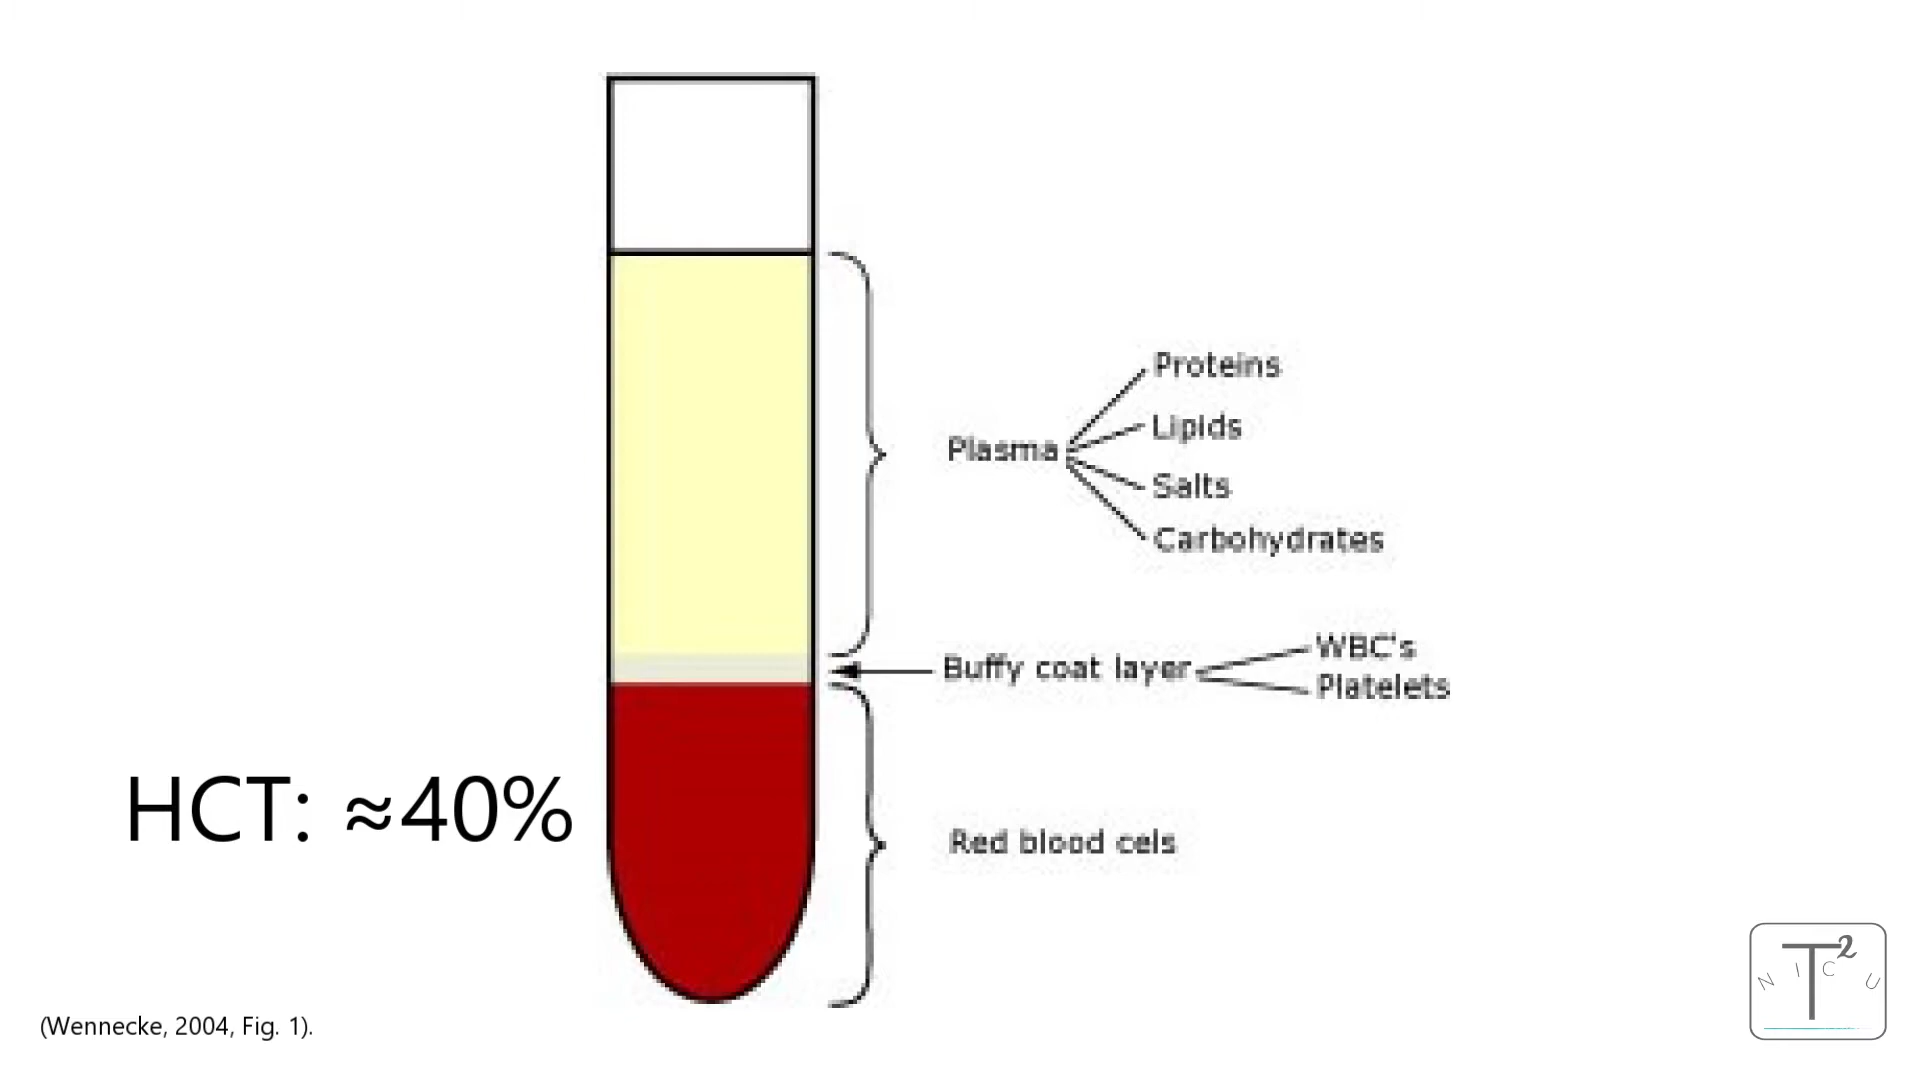 Proteins
Lipids
Plasma
Salts
Carbohydrates
WBC's
Buffy coat layer
Platelets
HCT: ≈40%
Red blood cels
(Wennecke, 2004, Fig. 1).
T2
N I C U